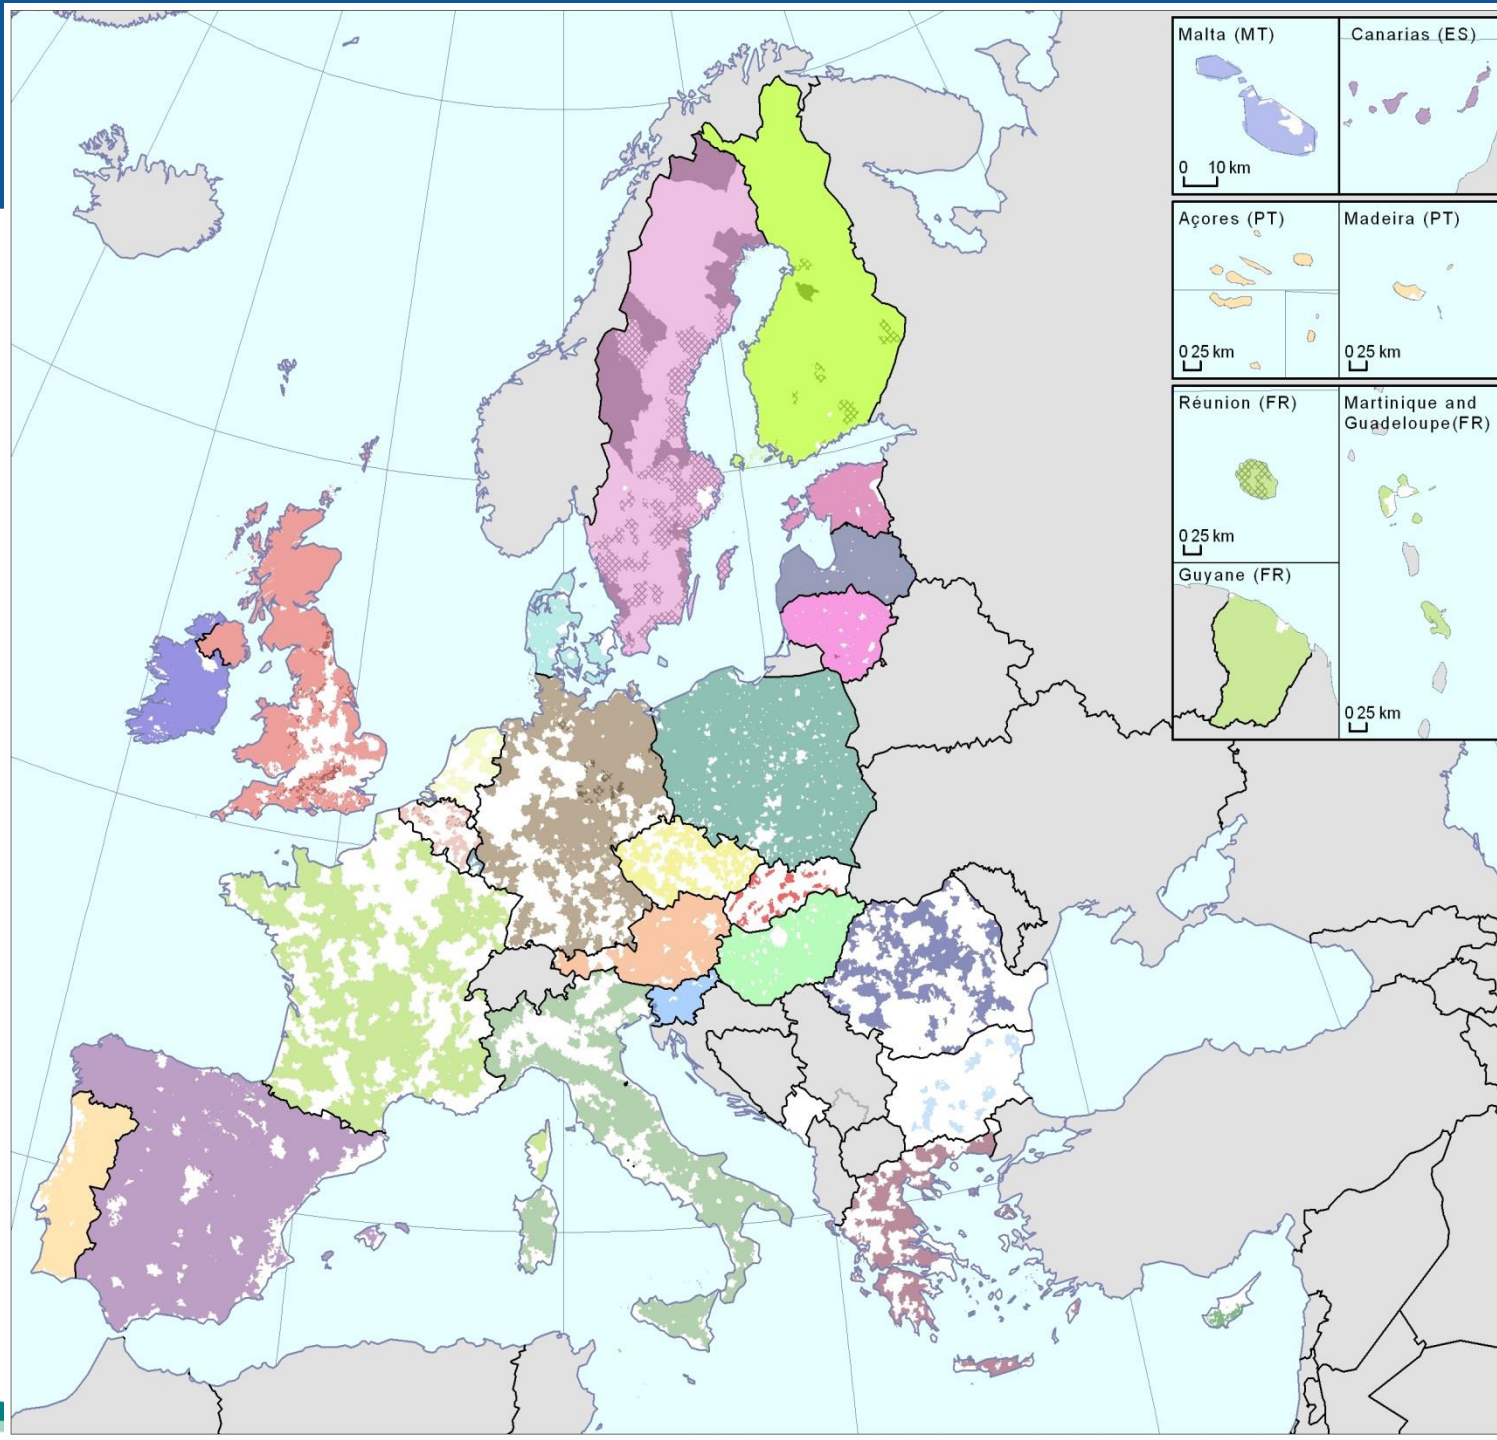 Malta (MT)
0 10 km
Canarias (ES)
Açores (PT)
0 25 km
Madeira (PT)
0 25 km
Réunion (FR)
0 25 km
Martinique and
Guadeloupe(FR)
0 25 km
Guyane (FR)